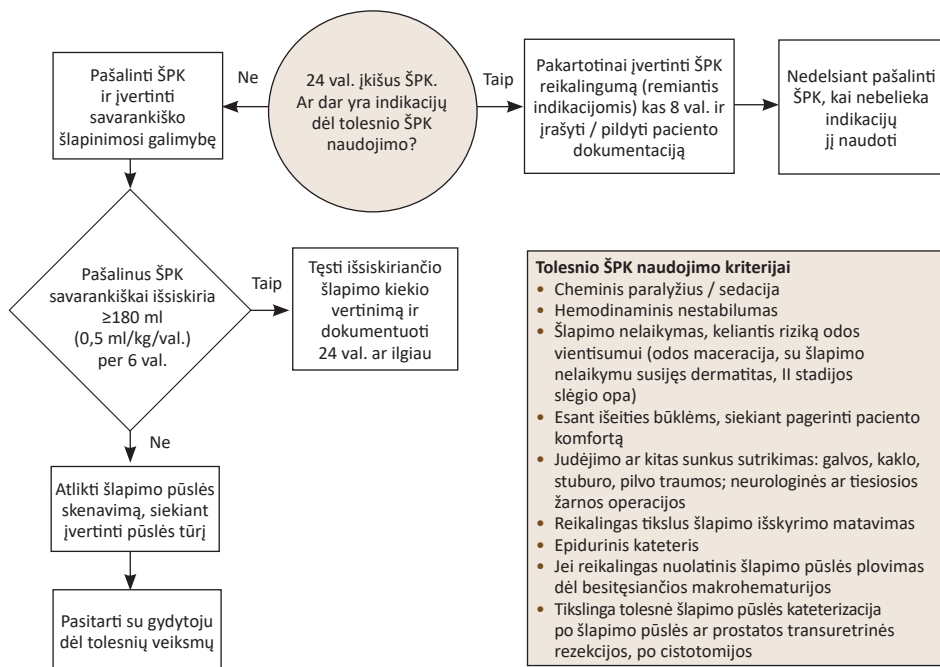 Pašalinti ŠPK
ir įvertinti
savarankiško
šlapinimosi galimybę
Ne
24 val. įkišus ŠPK.
Ar dar yra indikacijų
dėl tolesnio ŠPK
naudojimo?
Taip
Pakartotinai įvertinti ŠPK
reikalingumą (remiantis
indikacijomis) kas 8 val. ir
įrašyti / pildyti paciento
dokumentaciją
Nedelsiant pašalinti
ŠPK, kai nebelieka
indikacijų
jį naudoti
Pašalinus ŠPK
savarankiškai išsiskiria
≥180 ml
(0,5 ml/kg/val.)
per 6 val.
Taip
Tęsti išsiskiriančio
šlapimo kiekio
vertinimą ir
dokumentuoti
24 val. ar ilgiau
Ne
Atlikti šlapimo pūslės
skenavimą, siekiant
įvertinti pūslės tūrį
Pasitarti su gydytoju
dėl tolesnių veiksmų
Tolesnio ŠPK naudojimo kriterijai
• Cheminis paralyžius / sedacija
• Hemodinaminis nestabilumas
• Šlapimo nelaikymas, keliantis riziką odos
vientisumui (odos maceracija, su šlapimo
nelaikymu susijęs dermatitas, II stadijos
slėgio opa)
• Esant išeities būklėms, siekiant pagerinti paciento
komfortą
• Judėjimo ar kitas sunkus sutrikimas: galvos, kaklo,
stuburo, pilvo traumos; neurologinės ar tiesiosios
žarnos operacijos
• Reikalingas tikslus šlapimo išskyrimo matavimas
• Epidurinis kateteris
• Jei reikalingas nuolatinis šlapimo pūslės plovimas
dėl besitęsiančios makrohematurijos
• Tikslinga tolesnė šlapimo pūslės kateterizacija
po šlapimo pūslės ar prostatos transuretrinės
rezekcijos, po cistotomijos